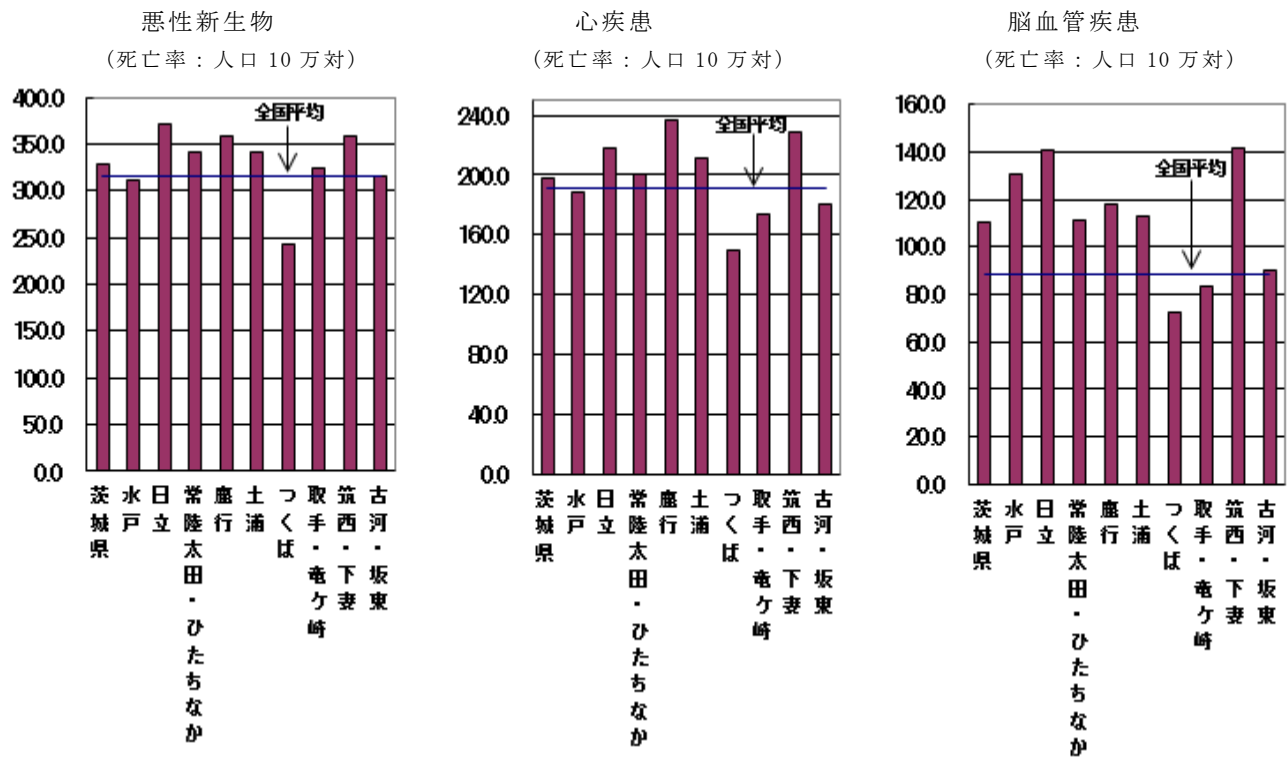 悪性新生物
(死亡率:人口 10 万対)
400.0
350.0
300.0
250.0
200.0
150.0
100.0
50.0
0.0
全国平均
茨城県
水戸
日立
常陸太田・ひたちなか
鹿行
土浦
つくば
取手・竜ケ崎
筑西・下妻
古河・坂東
心疾患
(死亡率:人口 10 万対)
240.0
200.0
160.0
120.0
80.0
40.0
0.0
全国平均
茨城県
水戸
日立
常陸太田・ひたちなか
鹿行
土浦
つくば
取手・竜ケ崎
筑西・下妻
古河・坂東
脳血管疾患
(死亡率:人口 10 万対)
160.0
140.0
120.0
100.0
80.0
60.0
40.0
20.0
0.0
全国平均
茨城県
水戸
日立
常陸太田・ひたちなか
鹿行
土浦
つくば
取手・竜ケ崎
筑西・下妻
古河・坂東